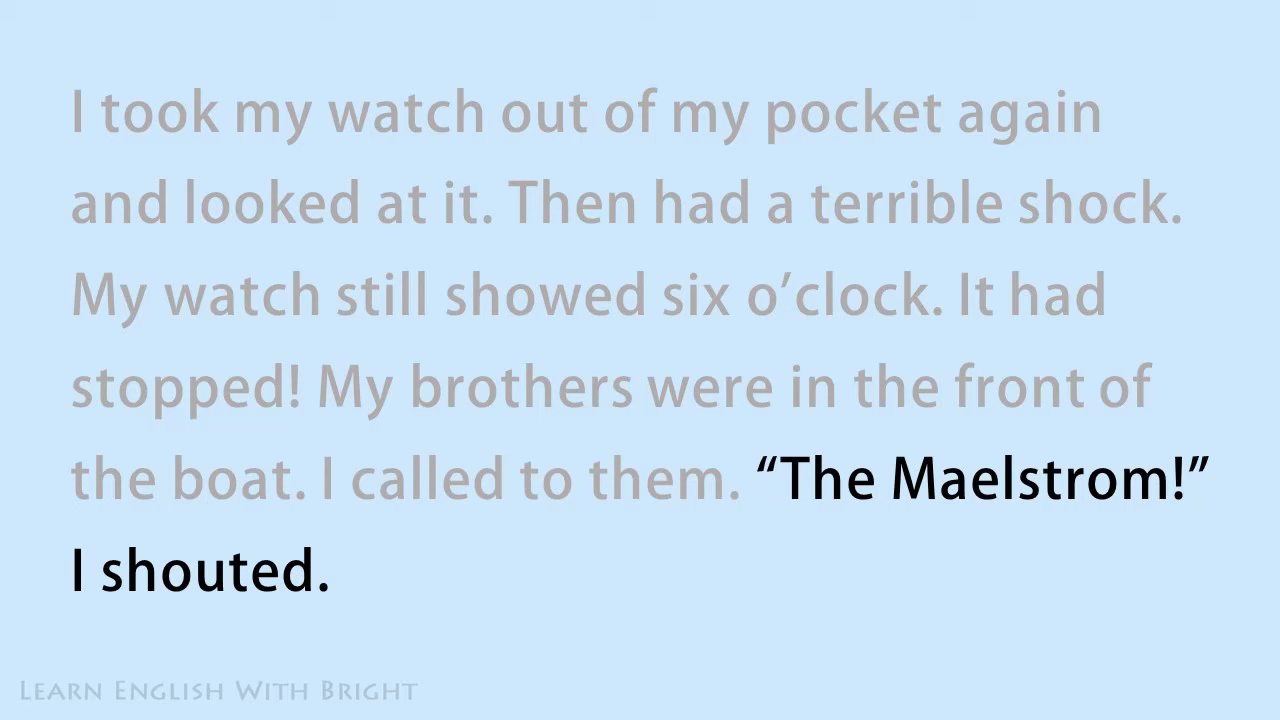 I took my watch out of my pocket again
and looked at it. Then had a terrible shock.
My watch still showed six o’clock. It had
stopped! My brothers were in the front of
the boat. I called to them. “The Maelstrom!”
I shouted.
LEARN ENGLISH WITH BRIGHT